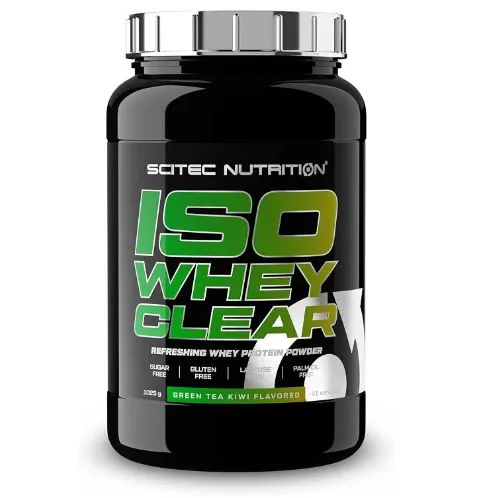 SCITEC NUTRITION®
ISO
WHEY
CLEAR
REFRESHING WHEY PROTEIN POWDER
SUGAR FREE
GLUTEN FREE
PALM OIL FREE
1025 g
GREEN TEA KIWI FLAVORED
41